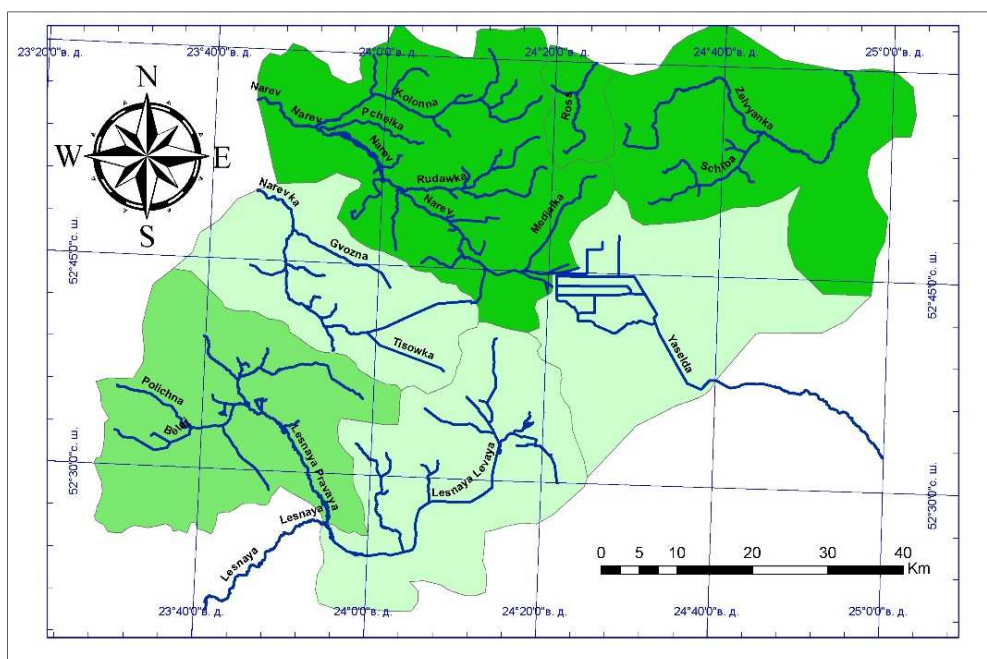 23°20'0"в. д.
23°40'0"в. д.
24°0'0"в. д.
24°20'0"в. д.
24°40'0"в. д.
25°0'0"в. д.
N
W
E
S
Narev
Narev
Kolonna
Pchelka
Ross
Zelvyanka
Narev
Rudawka
Schiba
Narevka
Narev
Medjalka
Gvozna
52°45'0"с. ш.
52°45'0"с. ш.
Tisowka
Yaselda
Polichna
Belaj
Lesnaya Pravaya
Lesnaya Levaya
52°30'0"с. ш.
52°30'0"с. ш.
Lesnaya
Lesnaya
0 5 10 20 30 40
Km
23°40'0"в. д.
24°0'0"в. д.
24°20'0"в. д.
24°40'0"в. д.
25°0'0"в. д.